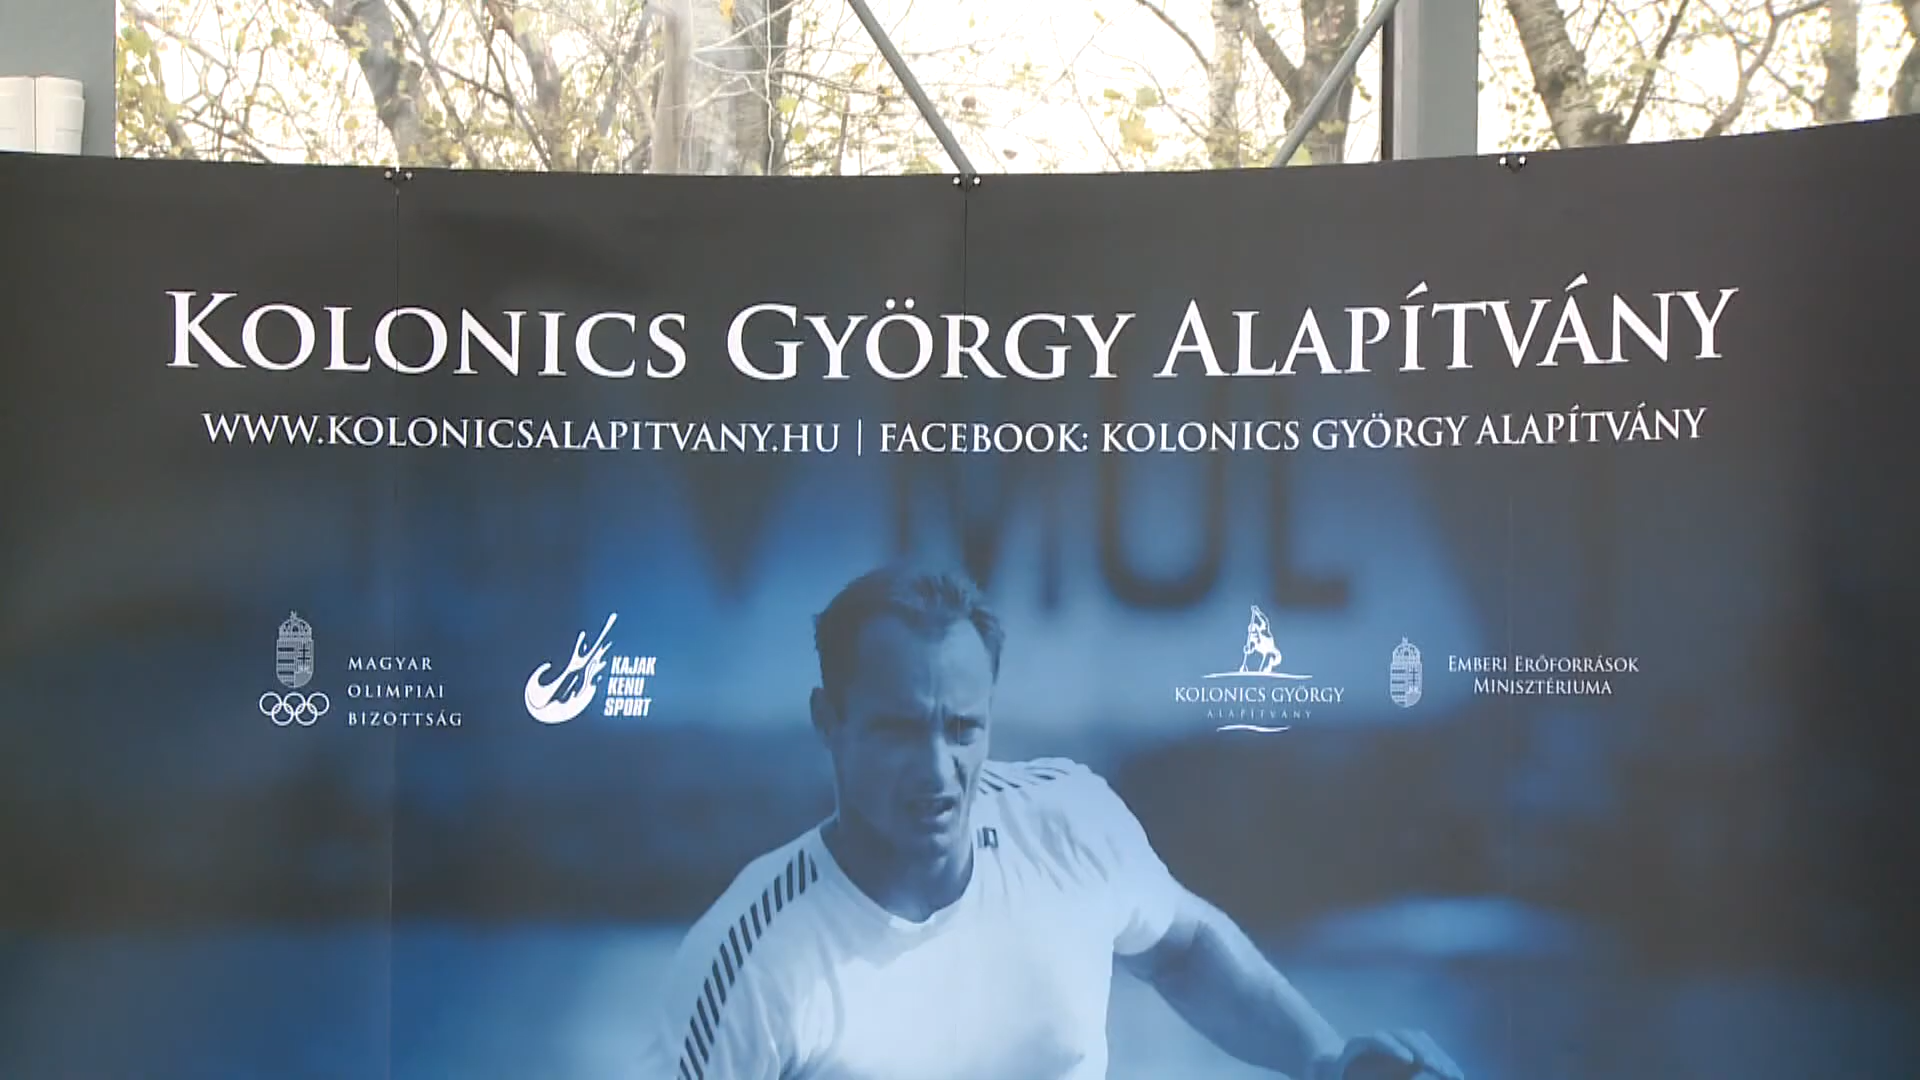 KOLONICS GYÖRGY ALAPÍTVÁNY
WWW.KOLONICSALAPITVANY.HU | FACEBOOK: KOLONICS GYÖRGY ALAPÍTVÁNY
MOL
MAGYAR
OLIMPIAI
BIZOTTSÁG
KAJAK
KENU
SPORT
KOLONICS GYÖRGY
ALAPÍTVÁNY
EMBERI ERŐFORRÁSOK
MINISZTÉRIUMA